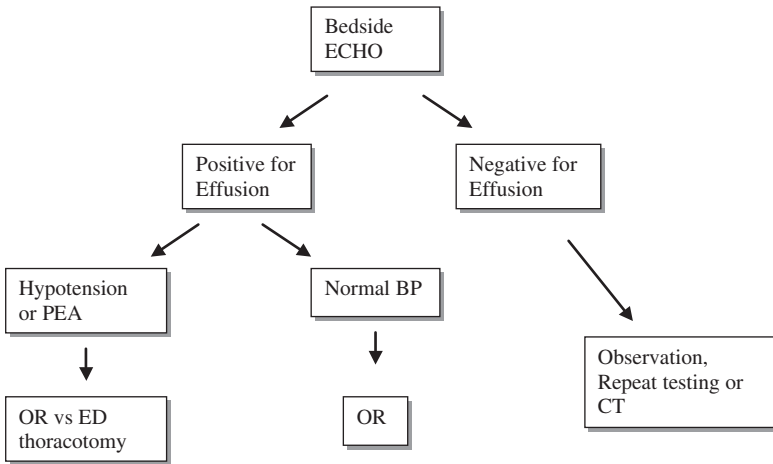 Bedside
ECHO
Positive for
Effusion
Negative for
Effusion
Hypotension
or PEA
Normal BP
Observation,
Repeat testing or
CT
OR vs ED
thoracotomy
OR